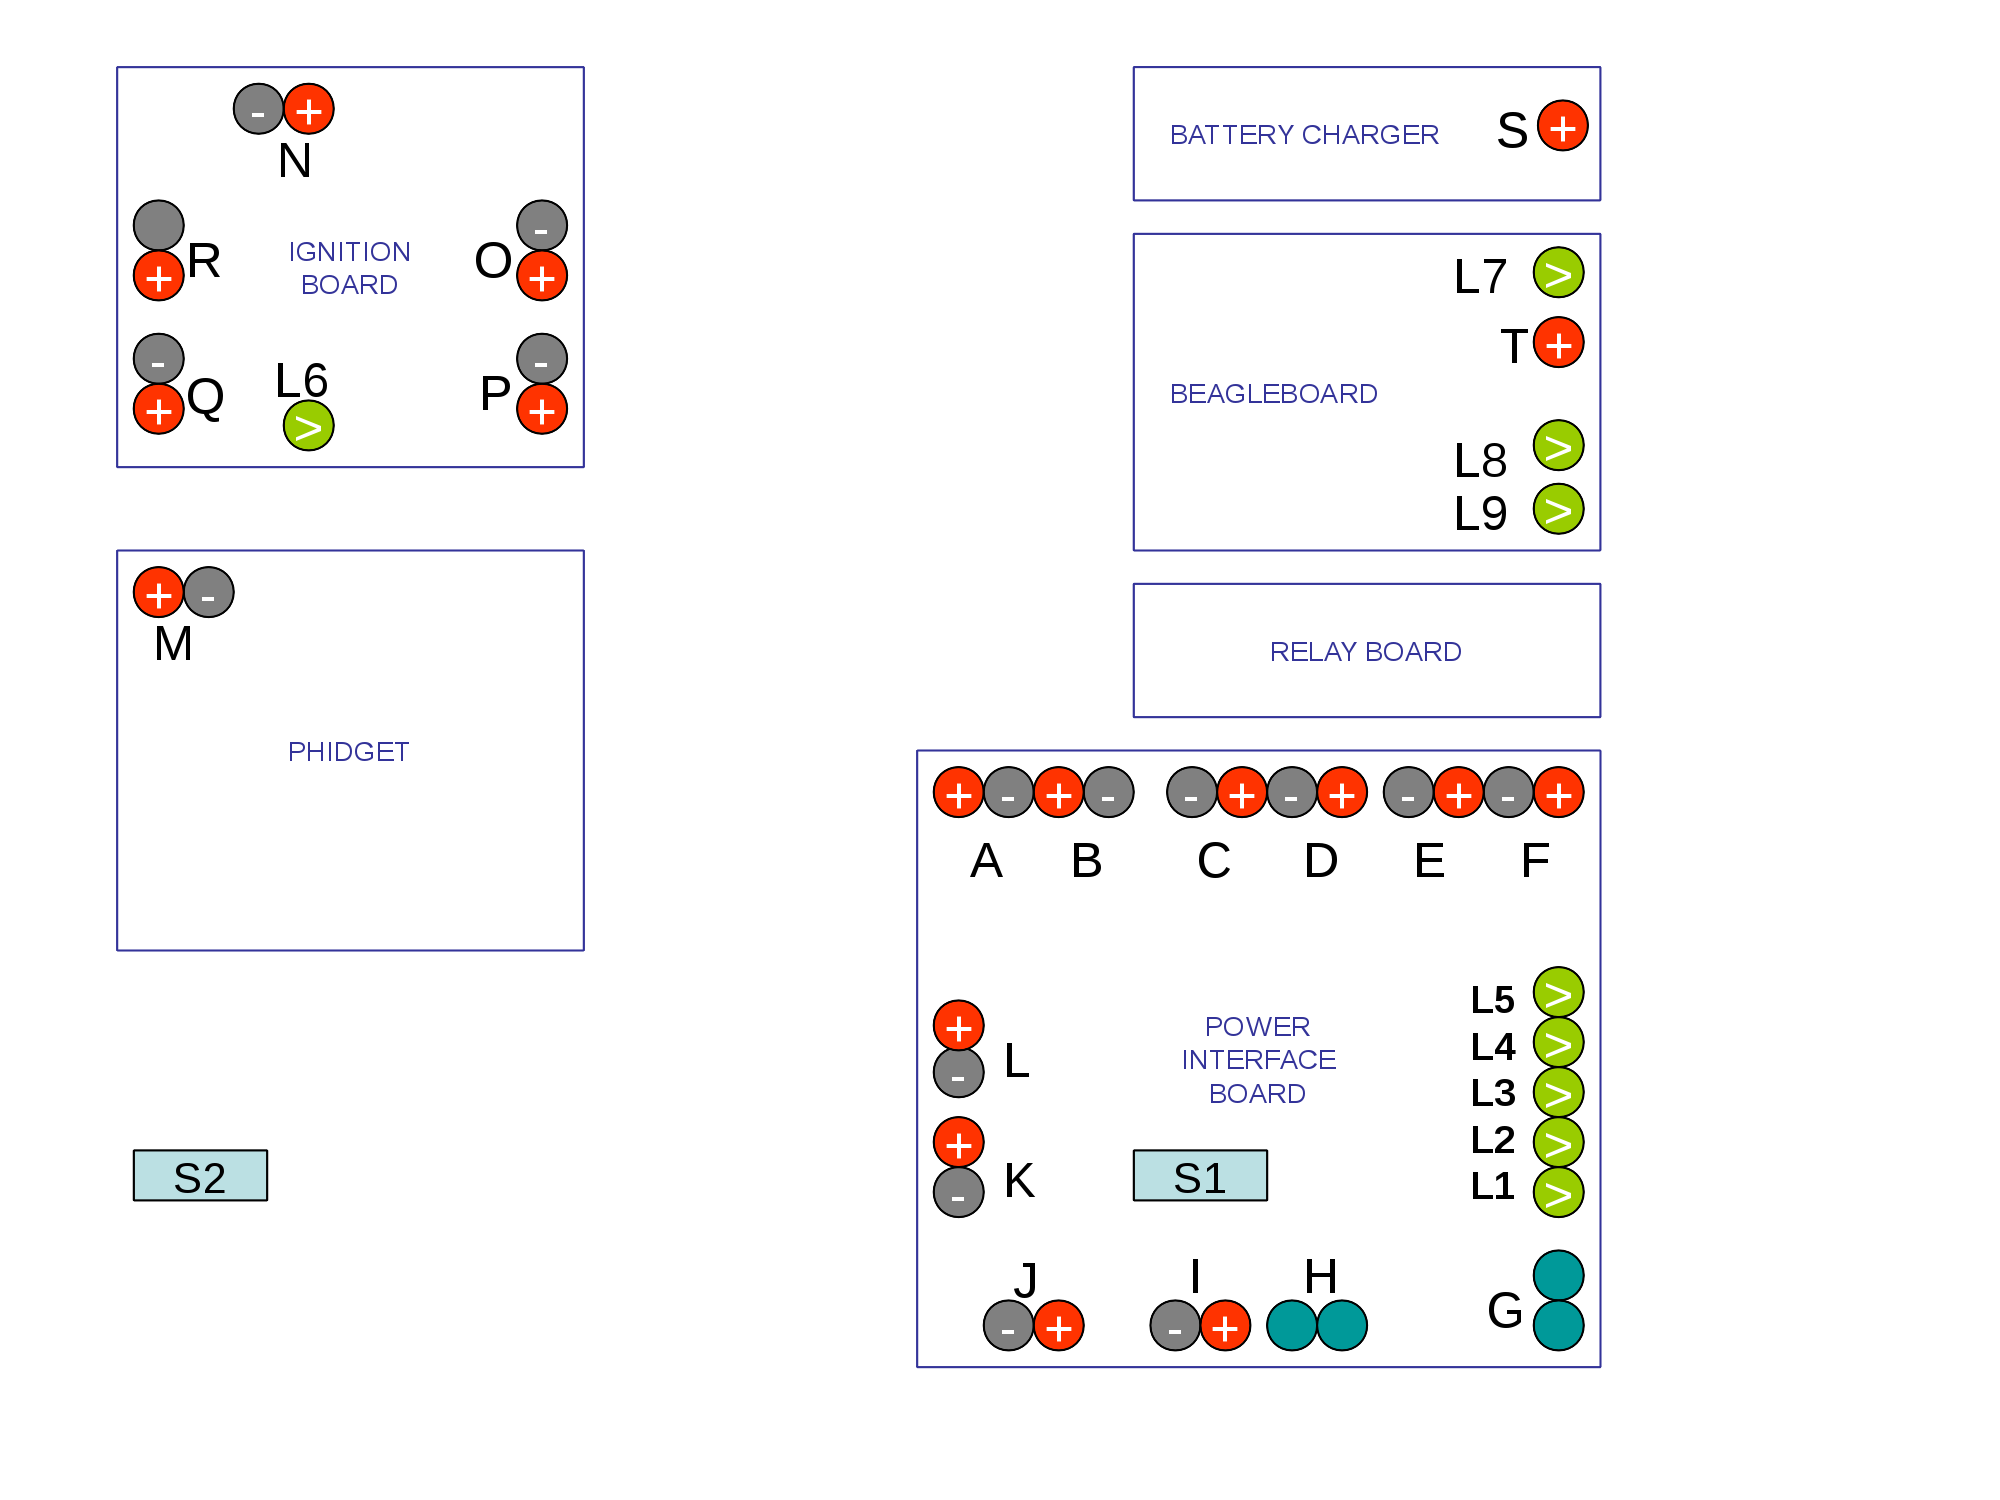 - +
N
R
+
IGNITION
BOARD
O
-
+
-
+
Q
L6
>
P
-
+
+ -
M
PHIDGET
S2
BATTERY CHARGER
S +
L7 >
T +
BEAGLEBOARD
L8 >
L9 >
RELAY BOARD
+ - + - - + - + - + - +
A B C D E F
+
-
L
+
-
K
POWER
INTERFACE
BOARD
L5 >
L4 >
L3 >
L2 >
L1 >
S1
J
- +
I
- +
H
G